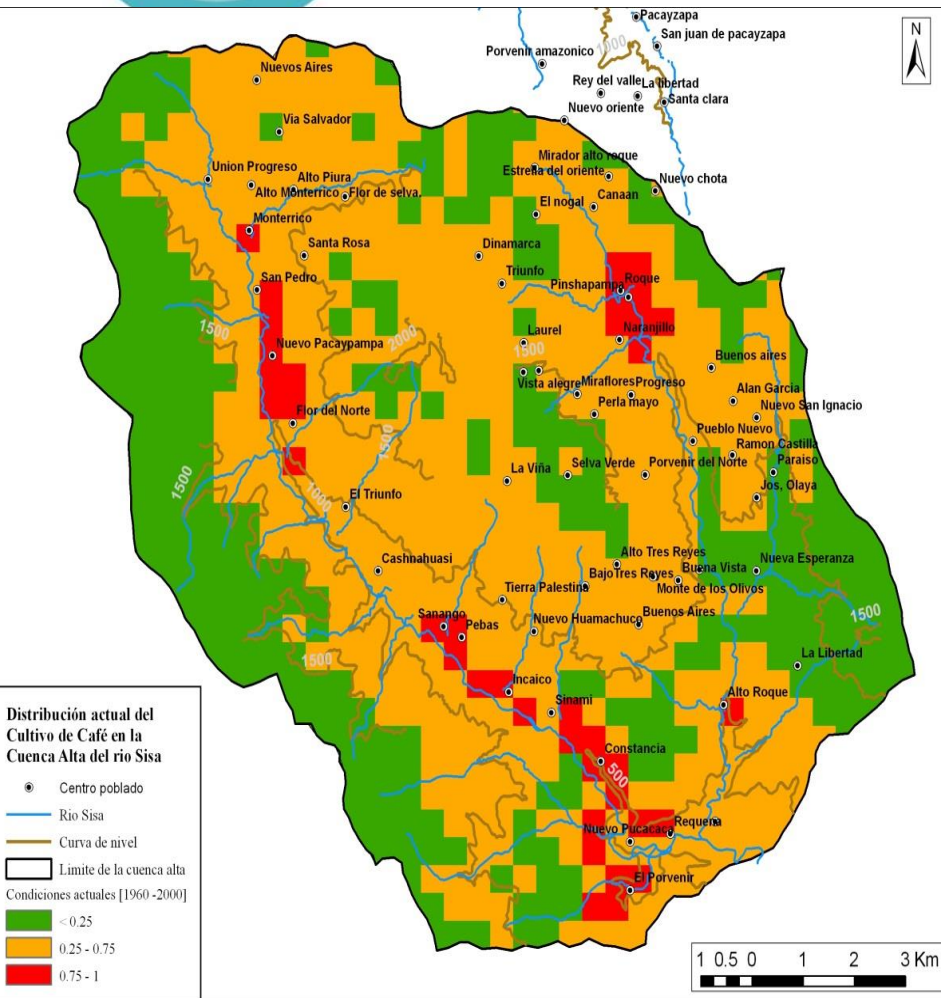 Pacayzapa
San juan de pacayzapa
1000
Porvenir amazonico
N
Rey del valle
La libertad
Santa clara
Nuevo oriente
Nuevos Aires
Via Salvador
Mirador alto roque
Estrella del oriente
Nuevo chota
Union Progreso
Alto Piura
Alto Monterrico
Flor de selva.
Canaan
El nogal
Monterrico
Santa Rosa
Dinamarca
San Pedro
Triunfo
Pinshapampa
Roque
1500
2000
Laurel
Naranjillo
1500
Nuevo Pacaypampa
Buenos aires
Vista alegre
Miraflores
Progreso
Alan Garcia
Perla mayo
Nuevo San Ignacio
Flor del Norte
1500
Pueblo Nuevo
Ramon Castilla
La Viña
Selva Verde
Porvenir del Norte
Paraiso
1500
1000
El Triunfo
Jos, Olaya
Cashnahuasi
Alto Tres Reyes
Bajo Tres Reyes
Buena Vista
Nueva Esperanza
Monte de los Olivos
Tierra Palestina
Sanango
Pebas
Nuevo Huamachuco
Buenos Aires
1500
1500
La Libertad
Incaico
Alto Roque
Sinami
Constancia
500
Nuevo Pucacaca
Requena
El Porvenir
Distribución actual del
Cultivo de Café en la
Cuenca Alta del rio Sisa
Centro poblado
Rio Sisa
Curva de nivel
Limite de la cuenca alta
Condiciones actuales [1960 -2000]
< 0.25
0.25 - 0.75
0.75 - 1
1 0.5 0 1 2 3 Km